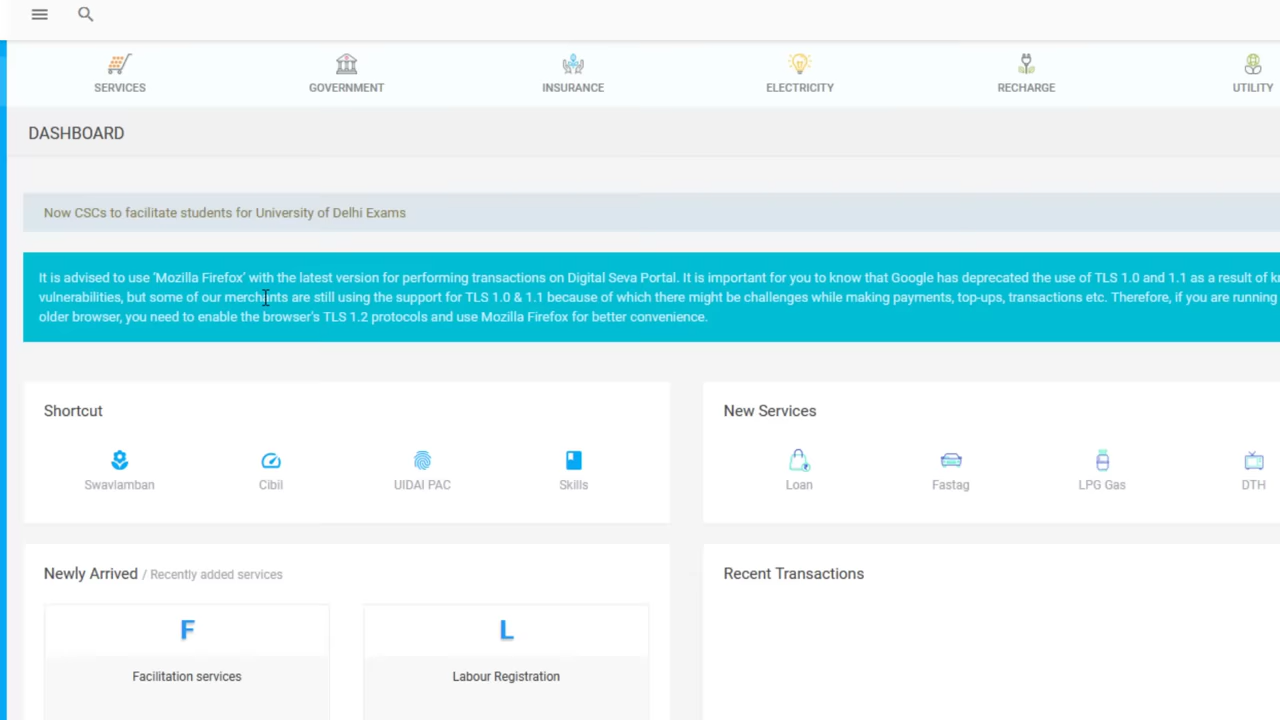 SERVICES
GOVERNMENT
INSURANCE
ELECTRICITY
RECHARGE
UTILITY
DASHBOARD
Now CSCs to facilitate students for University of Delhi Exams
It is advised to use 'Mozilla Firefox' with the latest version for performing transactions on Digital Seva Portal. It is important for you to know that Google has deprecated the use of TLS 1.0 and 1.1 as a result of
vulnerabilities, but some of our merchants are still using the support for TLS 1.0 & 1.1 because of which there might be challenges while making payments, top-ups, transactions etc. Therefore, if you are running
older browser, you need to enable the browser's TLS 1.2 protocols and use Mozilla Firefox for better convenience.
Shortcut
Swavlamban
Cibil
UIDAI PAC
Skills
New Services
Loan
Fastag
LPG Gas
DTH
Newly Arrived / Recently added services
F
Facilitation services
L
Labour Registration
Recent Transactions